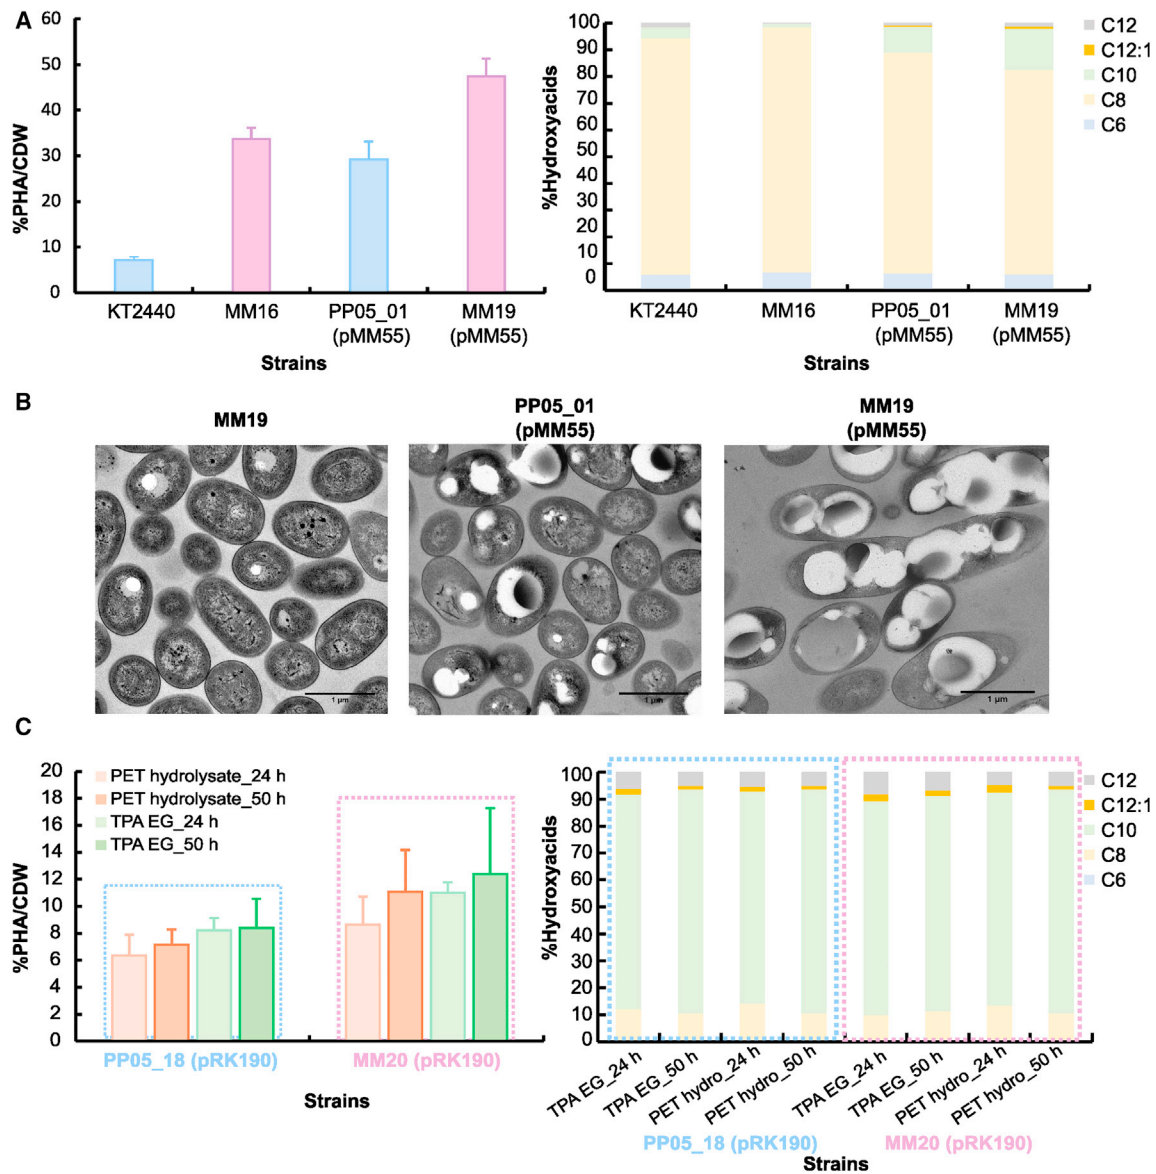 A
%PHA/CDW
60
50
40
30
20
10
0
KT2440
MM16
PP05_01
(pMM55)
MM19
(pMM55)
Strains
%Hydroxyacids
100
90
80
70
60
50
40
30
20
10
0
KT2440
MM16
PP05_01
(pMM55)
MM19
(pMM55)
Strains
C12
C12:1
C10
C8
C6
B
MM19
PP05_01
(pMM55)
MM19
(pMM55)
1 µm
1 µm
1 µm
C
%PHA/CDW
20
18
16
14
12
10
8
6
4
2
0
PET hydrolysate_24 h
PET hydrolysate_50 h
TPA EG_24 h
TPA EG_50 h
PP05_18 (pRK190)
MM20 (pRK190)
Strains
%Hydroxyacids
100
90
80
70
60
50
40
30
20
10
0
TPA EG_24 h
TPA EG_50 h
PET hydro_24 h
PET hydro_50 h
TPA EG_24 h
TPA EG_50 h
PET hydro_24 h
PET hydro_50 h
PP05_18 (pRK190)
MM20 (pRK190)
Strains
C12
C12:1
C10
C8
C6